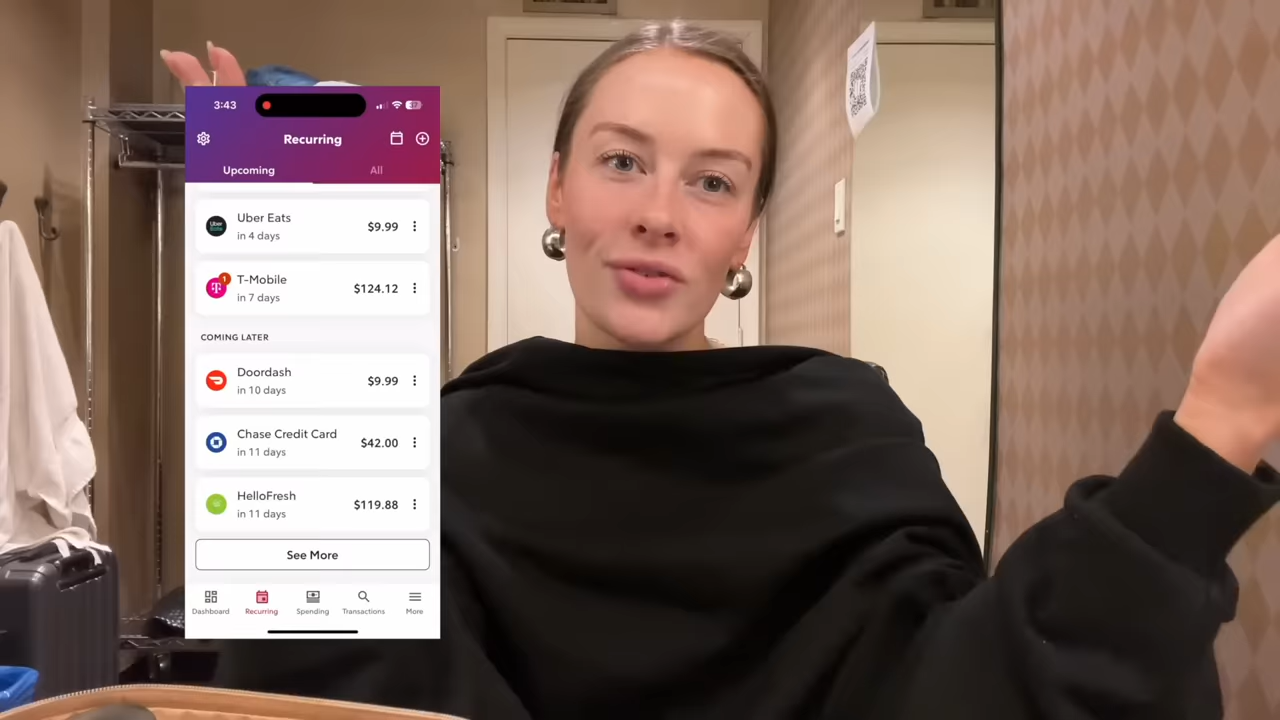 3:43
Recurring
Upcoming
All
Uber Eats
in 4 days
$9.99
T-Mobile
in 7 days
$124.12
COMING LATER
Doordash
in 10 days
$9.99
Chase Credit Card
in 11 days
$42.00
HelloFresh
in 11 days
$119.88
See More
Dashboard
Recurring
Spending
Transactions
More